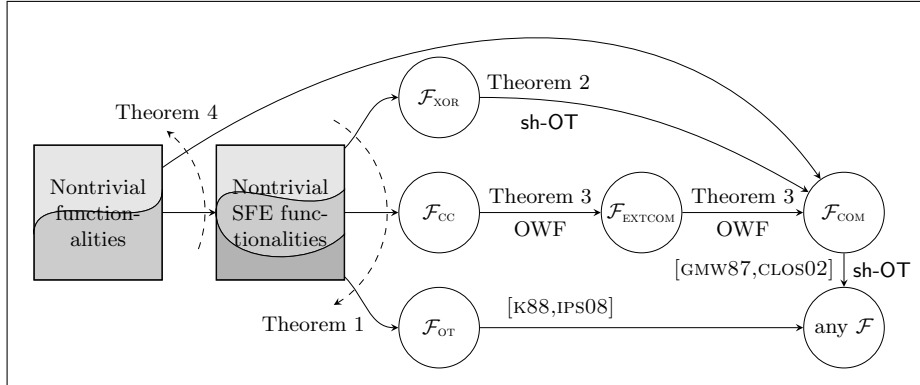 Theorem 4
Nontrivial
function-
alities
Nontrivial
SFE func-
tionalities
Theorem 1
F_XOR
Theorem 2
sh-OT
F_CC
Theorem 3
OWF
F_EXTCOM
Theorem 3
OWF
F_COM
[GMW87,CLOS02]
sh-OT
F_OT
[K88,IPS08]
any F